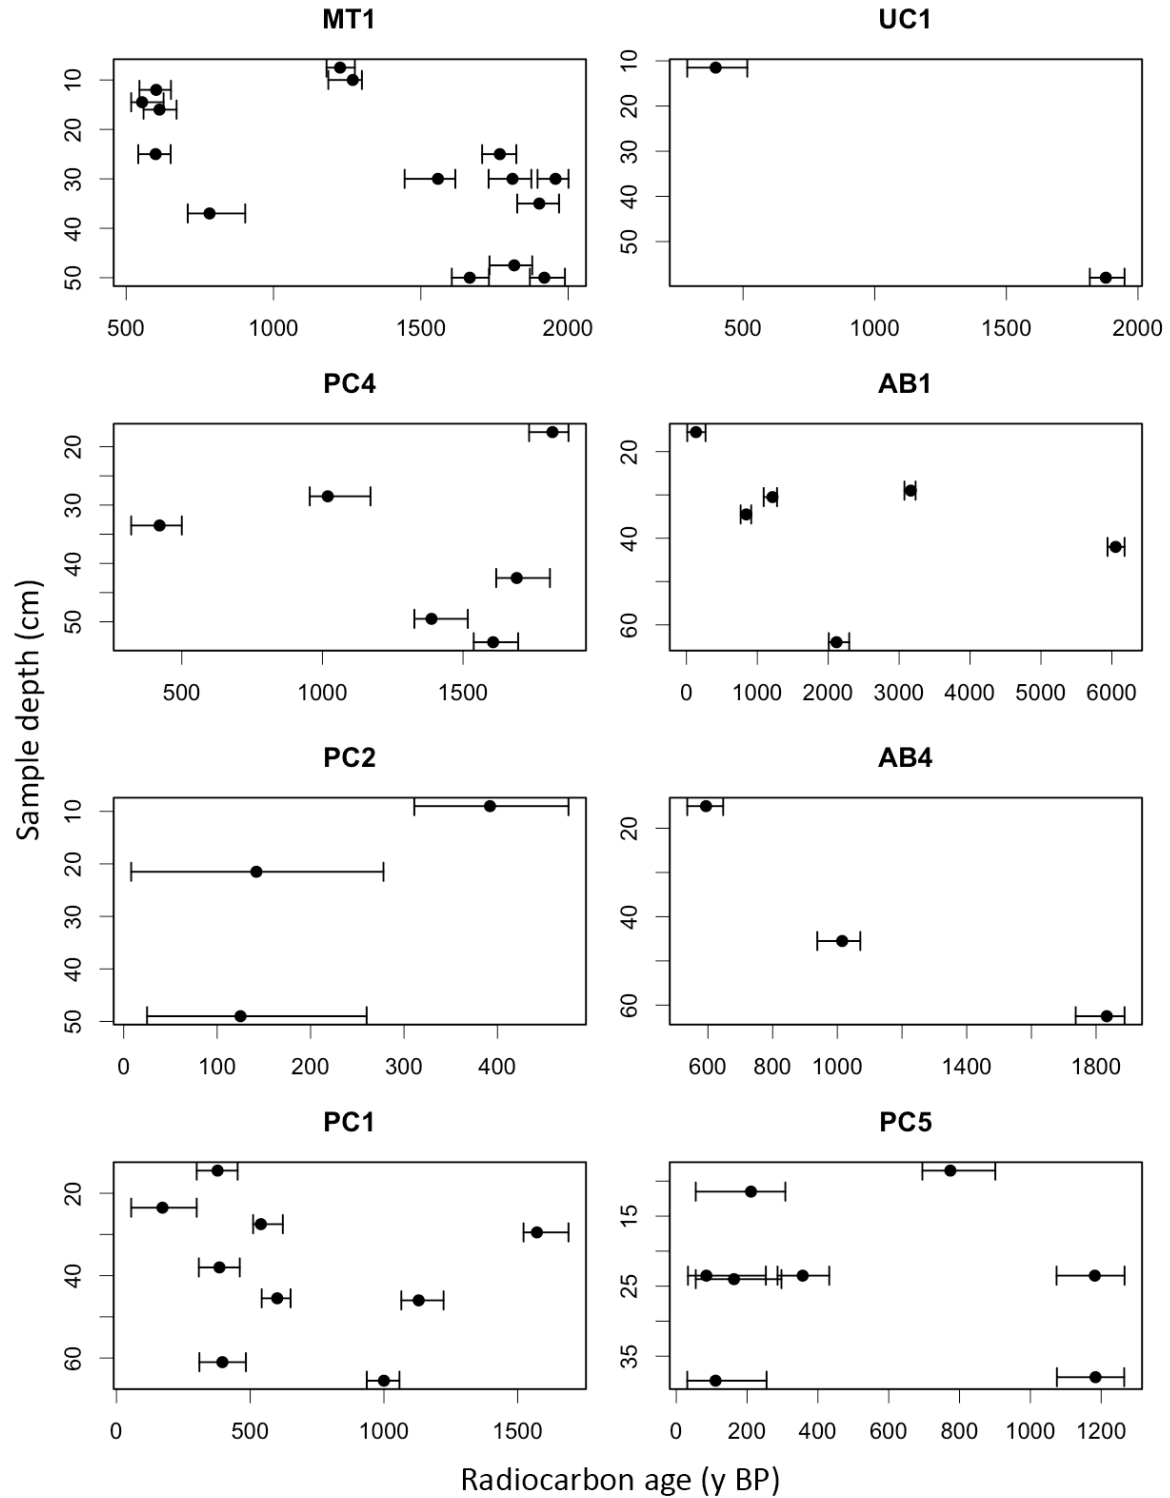 MT1
10
20
30
40
50
500 1000 1500 2000
UC1
10
20
30
40
50
500 1000 1500 2000
PC4
20
30
40
50
500 1000 1500
AB1
20
40
60
0 1000 2000 3000 4000 5000 6000
PC2
10
20
30
40
50
0 100 200 300 400
AB4
20
40
60
600 800 1000 1400 1800
PC1
20
40
60
0 500 1000 1500
PC5
15
25
35
0 200 400 600 800 1000 1200
Sample depth (cm)
Radiocarbon age (y BP)